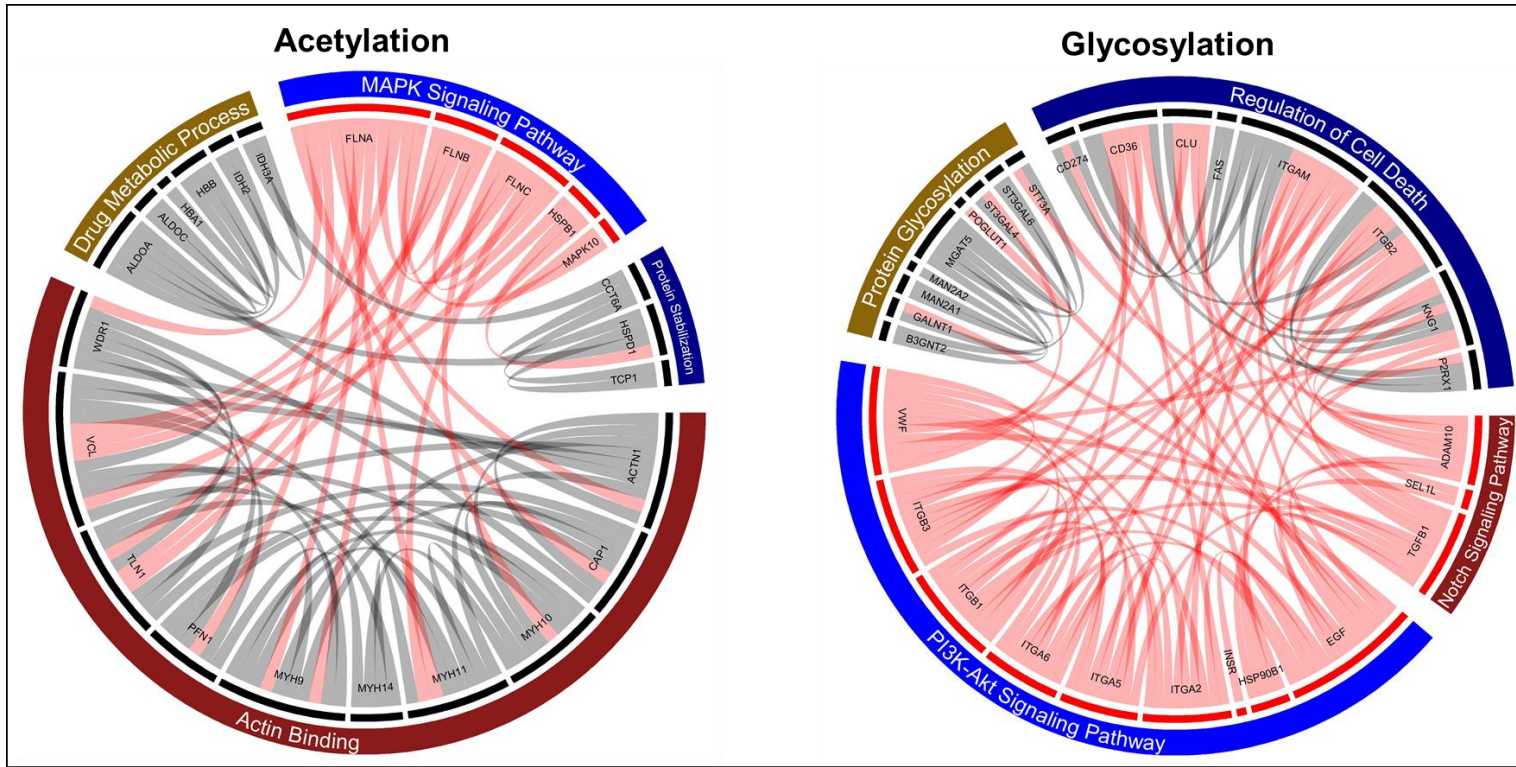 Acetylation
MAPK Signaling Pathway
Drug Metabolic Process
Protein Stabilization
Actin Binding
FLNA
FLNB
FLNC
HSPB1
MAPK10
CCT6A
HSPD1
TCP1
ACTN1
CAP1
MYH10
MYH11
MYH14
MYH9
PFN1
TLN1
VCL
WDR1
ALDOA
ALDOC
HBA1
HBB
IDH2
IDH3A
Glycosylation
Regulation of Cell Death
Protein Glycosylation
Notch Signaling Pathway
PI3K-Akt Signaling Pathway
CD274
CD36
CLU
FAS
ITGAM
ITGB2
KNG1
P2RX1
ADAM10
SEL1L
TGFB1
EGF
HSP90B1
INSR
ITGA2
ITGA5
ITGA6
ITGB1
ITGB3
VWF
B3GNT2
GALNT1
MAN2A1
MAN2A2
MGAT5
POGLUT1
ST3GAL4
ST3GAL6
STT3A